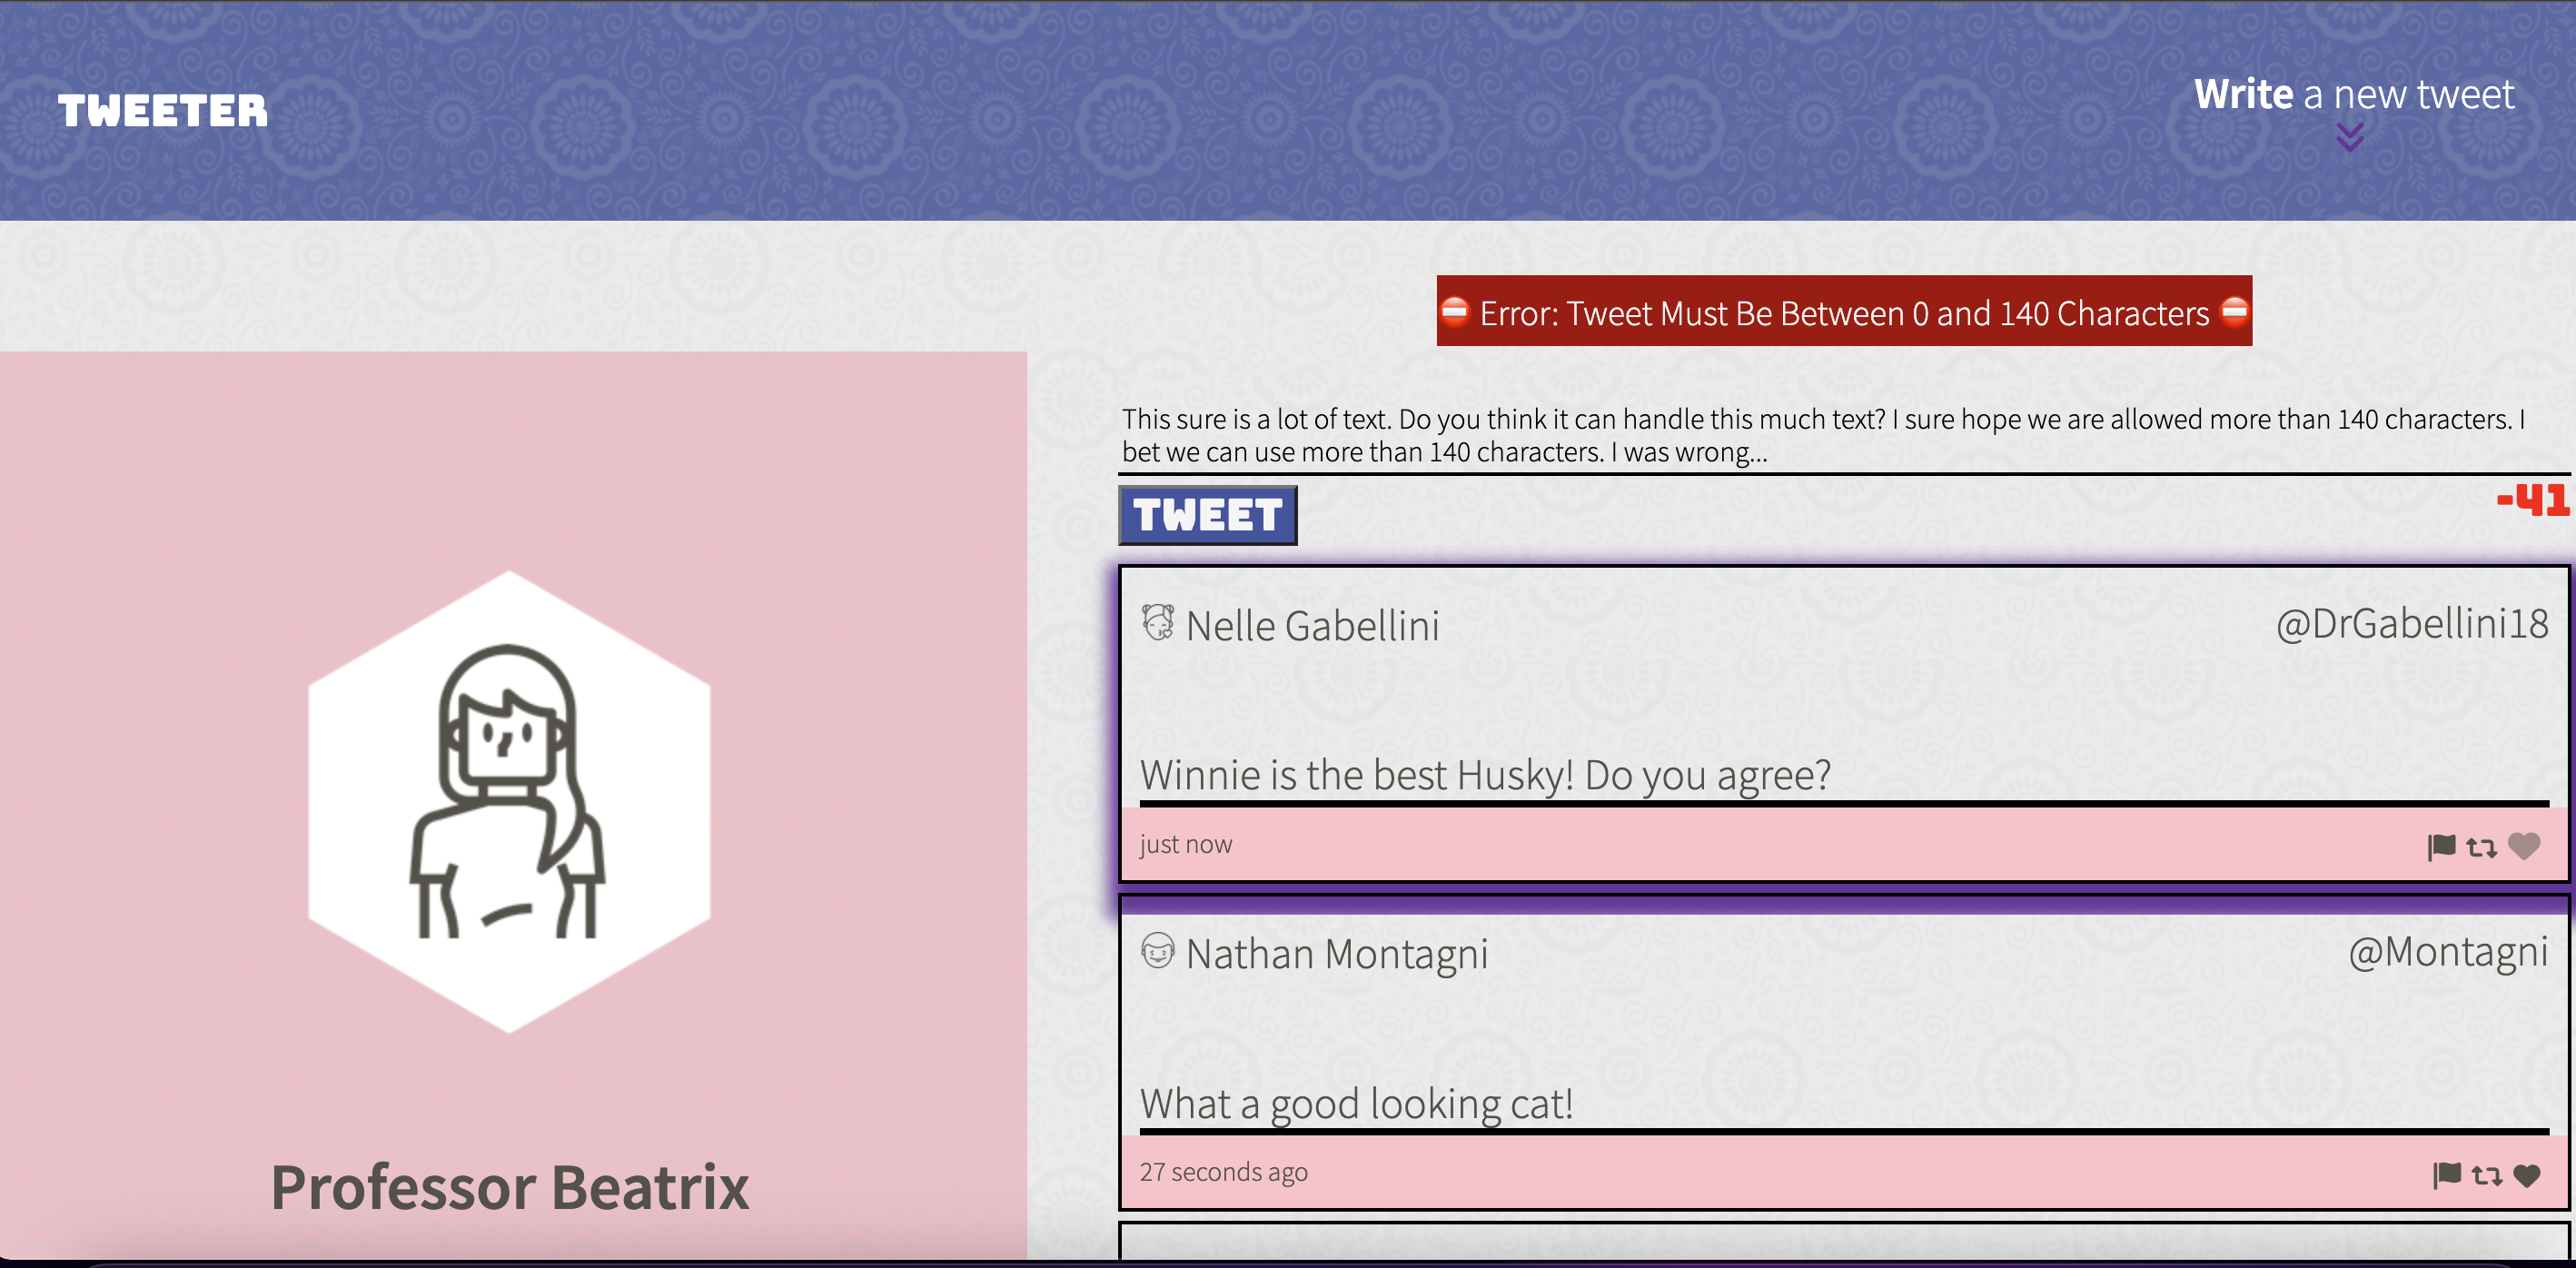 TWEETER
Write a new tweet
⛔ Error: Tweet Must Be Between 0 and 140 Characters ⛔
This sure is a lot of text. Do you think it can handle this much text? I sure hope we are allowed more than 140 characters. I
bet we can use more than 140 characters. I was wrong...
TWEET
-41
Nelle Gabellini
@DrGabellini18
Winnie is the best Husky! Do you agree?
just now
Nathan Montagni
@Montagni
What a good looking cat!
27 seconds ago
Professor Beatrix